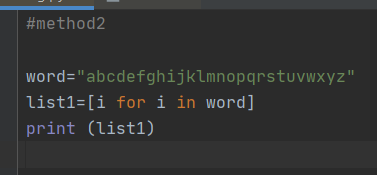 #method2
word="abcdefghijklmnopqrstuvwxyz"
list1=[i for i in word]
print (list1)